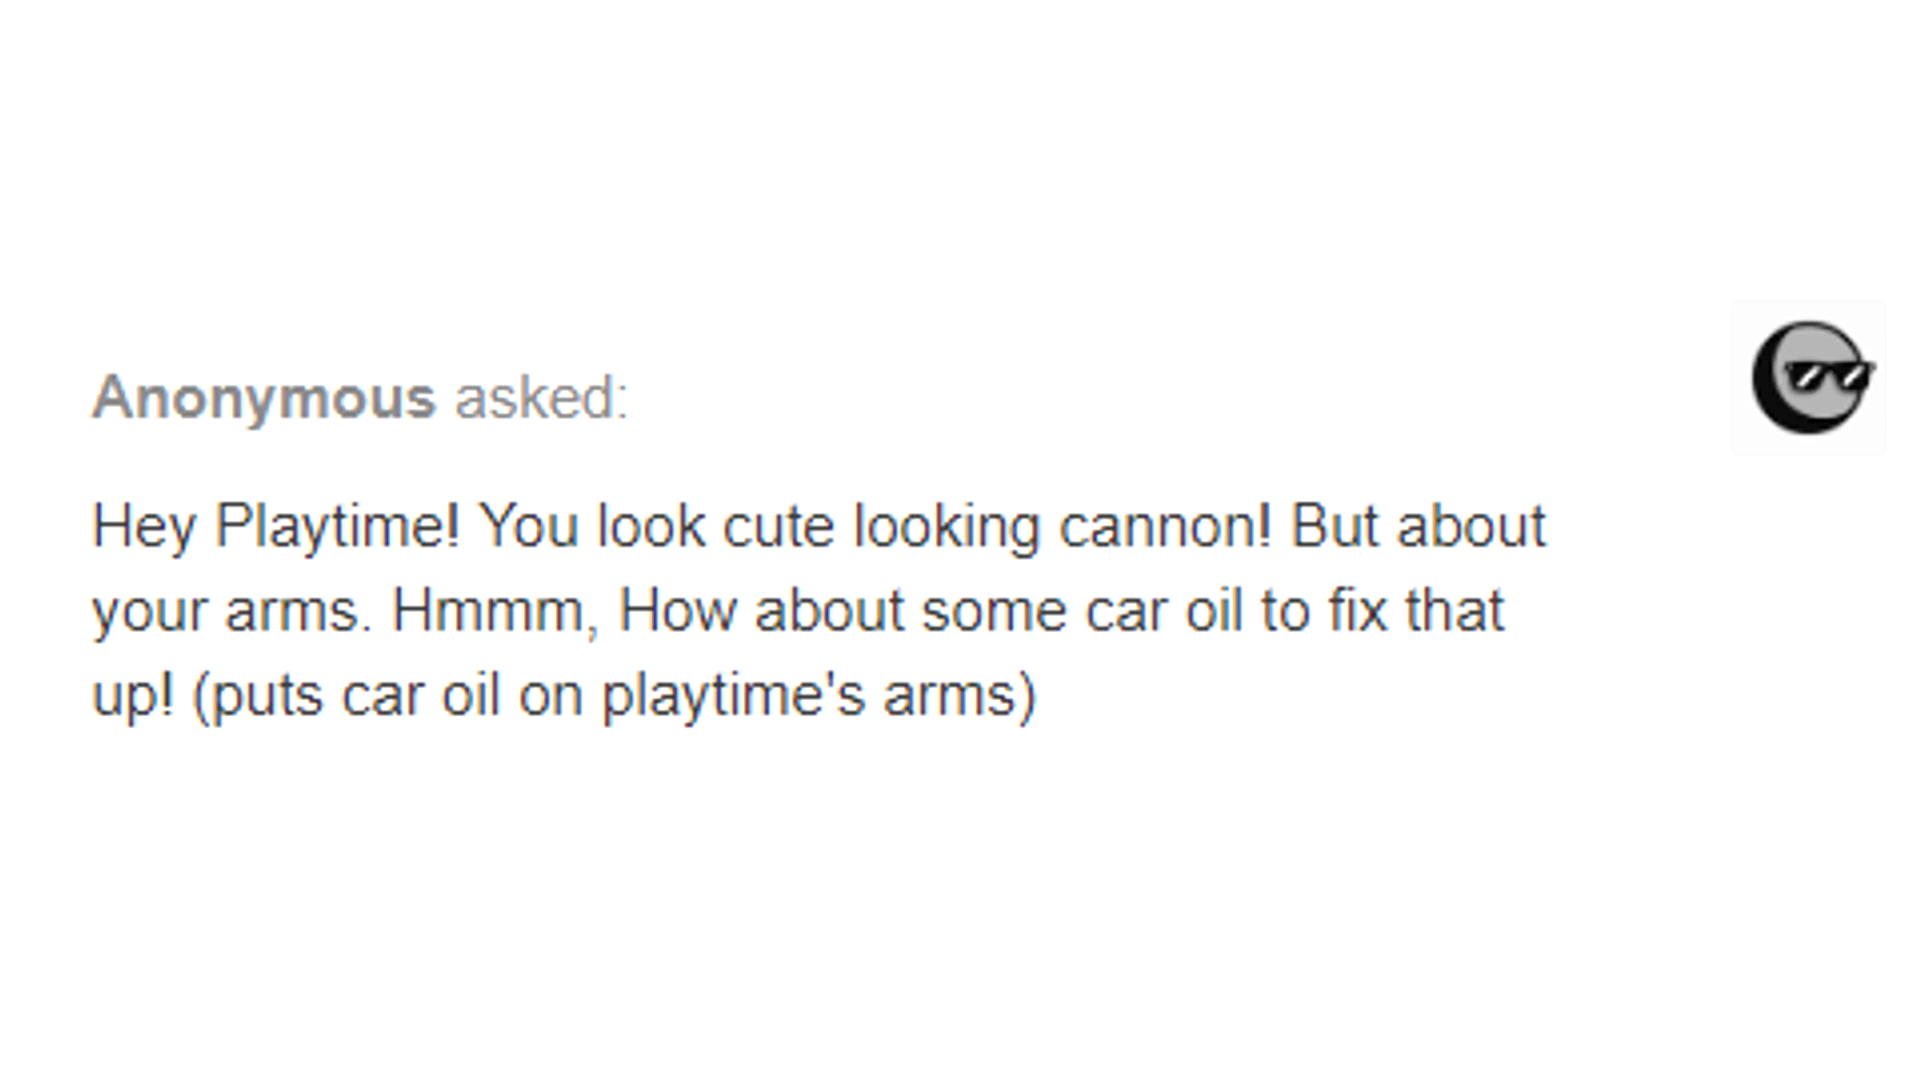 Anonymous asked:
Hey Playtime! You look cute looking cannon! But about
your arms. Hmmm, How about some car oil to fix that
up! (puts car oil on playtime's arms)